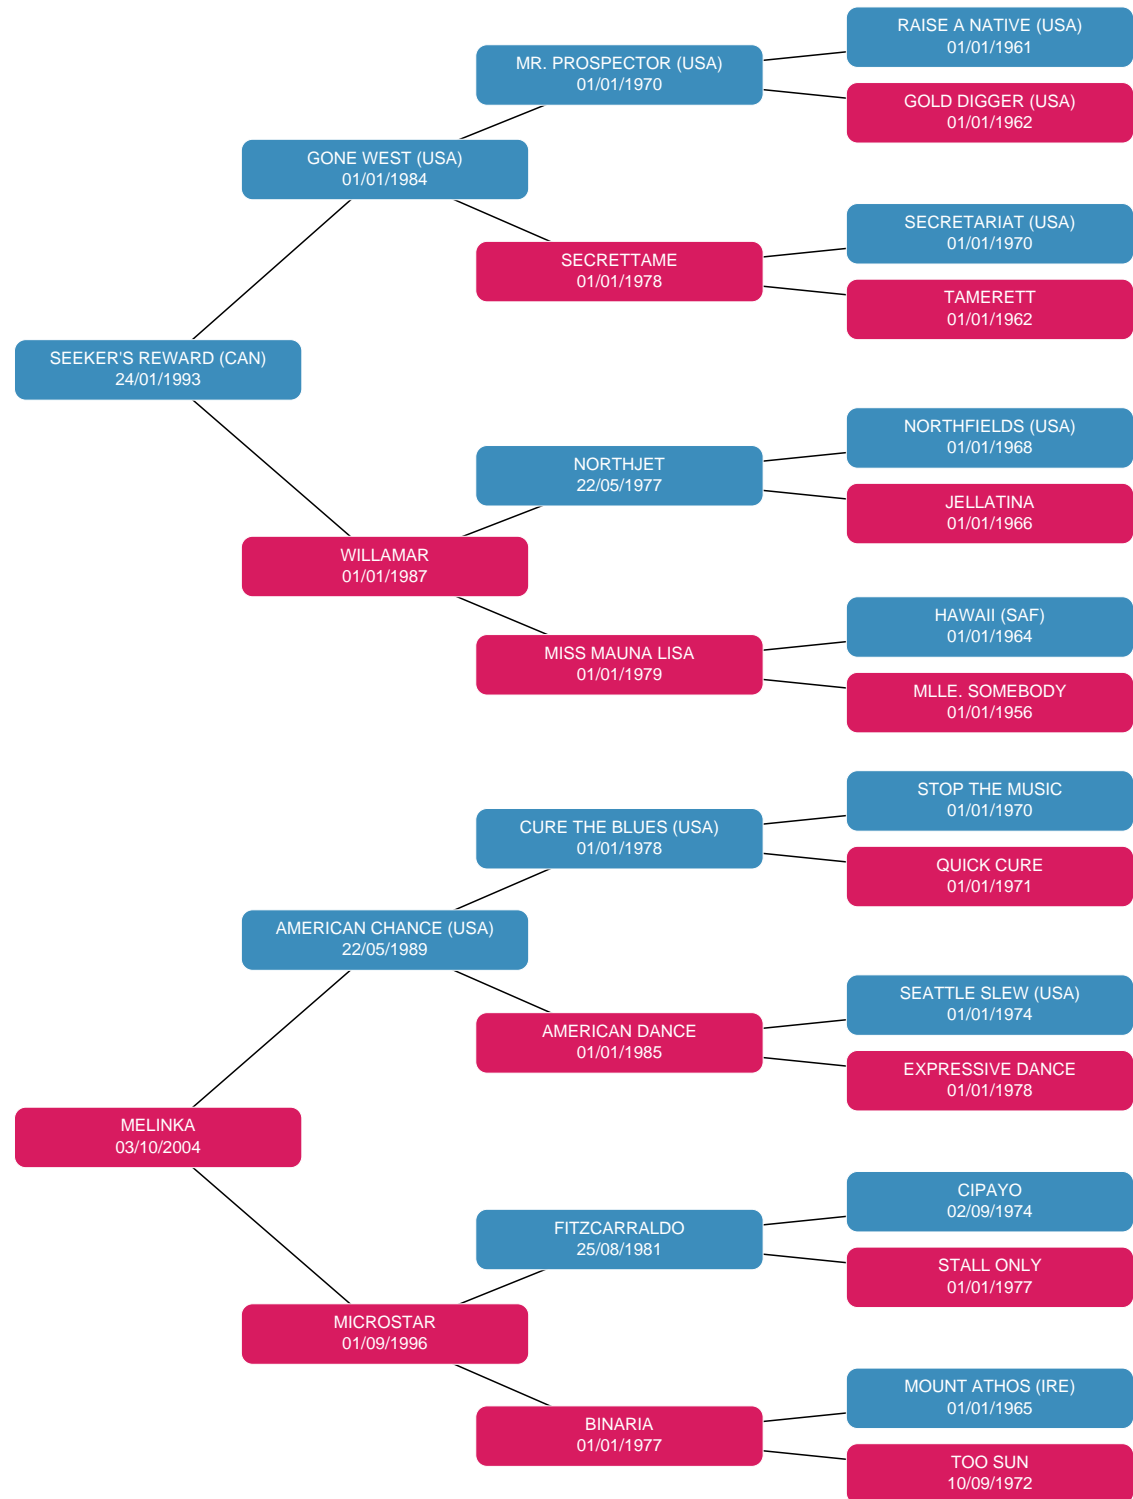 RAISE A NATIVE (USA)
01/01/1961
MR. PROSPECTOR (USA)
01/01/1970
GOLD DIGGER (USA)
01/01/1962
GONE WEST (USA)
01/01/1984
SECRETARIAT (USA)
01/01/1970
SECRETTAME
01/01/1978
TAMERETT
01/01/1962
SEEKER'S REWARD (CAN)
24/01/1993
NORTHFIELDS (USA)
01/01/1968
NORTHJET
22/05/1977
JELLATINA
01/01/1966
WILLAMAR
01/01/1987
HAWAII (SAF)
01/01/1964
MISS MAUNA LISA
01/01/1979
MLLE. SOMEBODY
01/01/1956
STOP THE MUSIC
01/01/1970
CURE THE BLUES (USA)
01/01/1978
QUICK CURE
01/01/1971
AMERICAN CHANCE (USA)
22/05/1989
SEATTLE SLEW (USA)
01/01/1974
AMERICAN DANCE
01/01/1985
EXPRESSIVE DANCE
01/01/1978
MELINKA
03/10/2004
CIPAYO
02/09/1974
FITZCARRALDO
25/08/1981
STALL ONLY
01/01/1977
MICROSTAR
01/09/1996
MOUNT ATHOS (IRE)
01/01/1965
BINARIA
01/01/1977
TOO SUN
10/09/1972